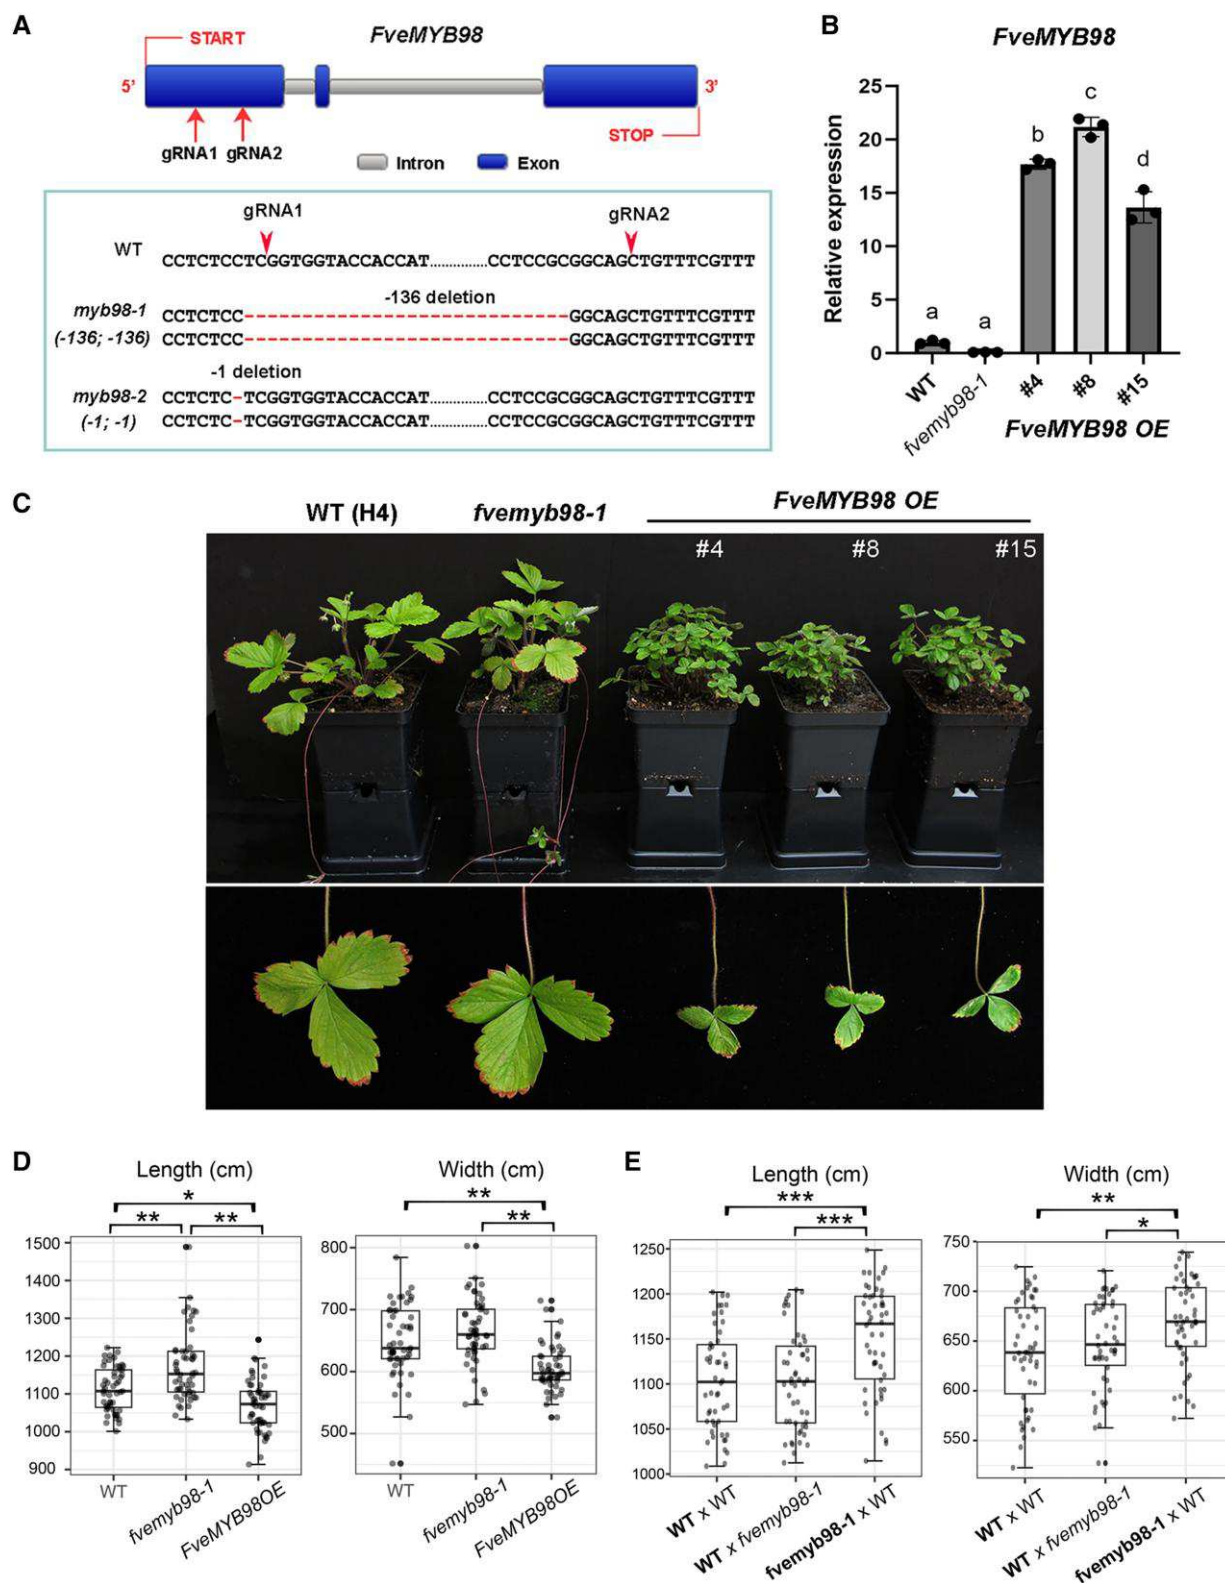 A
FveMYB98
START
5'
3'
STOP
gRNA1 gRNA2
Intron Exon
gRNA1 gRNA2
WT CCTCTCCTCGGTGGTACCACCAT..............CCTCCGCGGCAGCTGTTTCGTTT
-136 deletion
myb98-1 CCTCTCC----------------------------GGCAGCTGTTTCGTTT
(-136; -136) CCTCTCC----------------------------GGCAGCTGTTTCGTTT
-1 deletion
myb98-2 CCTCTC-TCGGTGGTACCACCAT..............CCTCCGCGGCAGCTGTTTCGTTT
(-1; -1) CCTCTC-TCGGTGGTACCACCAT..............CCTCCGCGGCAGCTGTTTCGTTT
B
FveMYB98
Relative expression
25
20
15
10
5
0
a a b c d
WT fvemyb98-1 #4 #8 #15
FveMYB98 OE
C
WT (H4) fvemyb98-1 FveMYB98 OE
#4 #8 #15
D
Length (cm)
* ** **
1500
1400
1300
1200
1100
1000
900
WT fvemyb98-1 FveMYB98OE
Width (cm)
** **
800
700
600
500
WT fvemyb98-1 FveMYB98OE
E
Length (cm)
*** ***
1250
1200
1150
1100
1050
1000
WT x WT WT x fvemyb98-1 fvemyb98-1 x WT
Width (cm)
** *
750
700
650
600
550
WT x WT WT x fvemyb98-1 fvemyb98-1 x WT